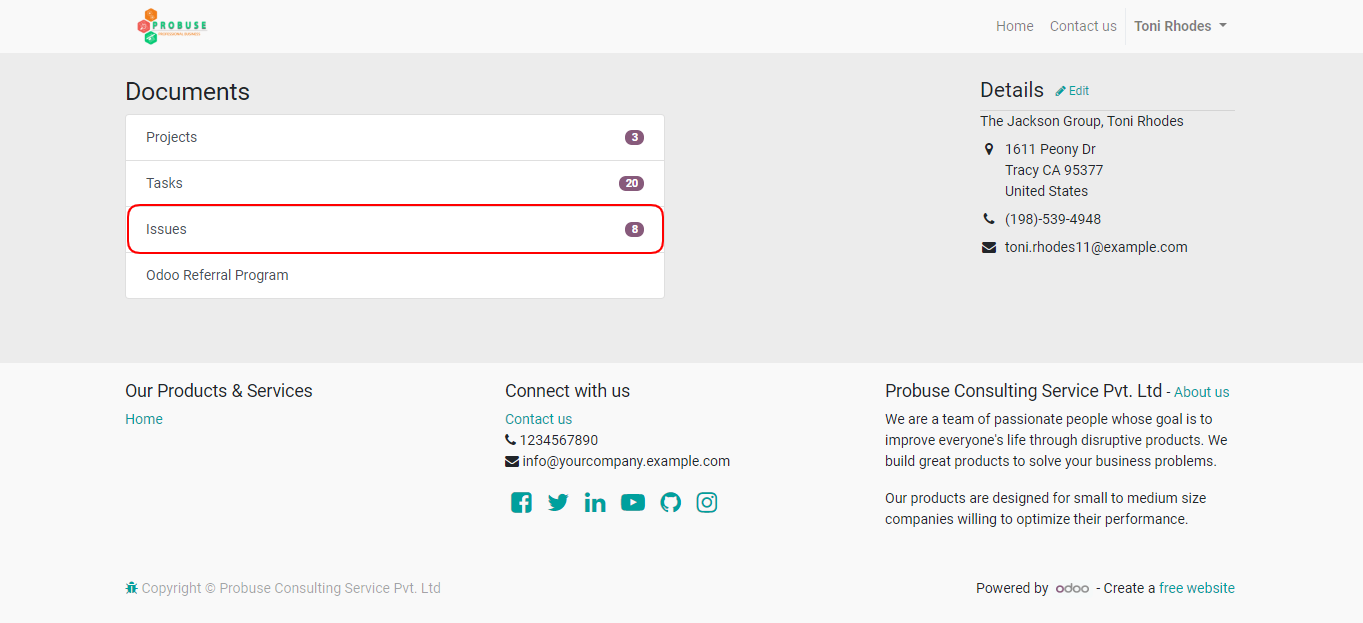 PROBUSE
Home
Contact us
Toni Rhodes
Documents
Projects 3
Tasks 20
Issues 8
Odoo Referral Program
Details Edit
The Jackson Group, Toni Rhodes
1611 Peony Dr
Tracy CA 95377
United States
(198)-539-4948
toni.rhodes11@example.com
Our Products & Services
Home
Connect with us
Contact us
1234567890
info@yourcompany.example.com
Probuse Consulting Service Pvt. Ltd - About us
We are a team of passionate people whose goal is to
improve everyone's life through disruptive products. We
build great products to solve your business problems.
Our products are designed for small to medium size
companies willing to optimize their performance.
Copyright © Probuse Consulting Service Pvt. Ltd
Powered by odoo - Create a free website